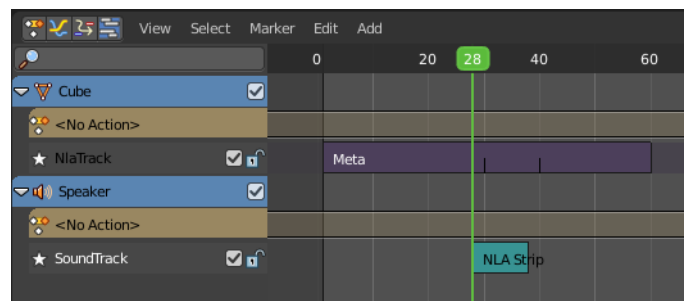 View Select Marker Edit Add
0 20 28 40 60
Cube
<No Action>
NlaTrack Meta
Speaker
<No Action>
SoundTrack NLA Strip